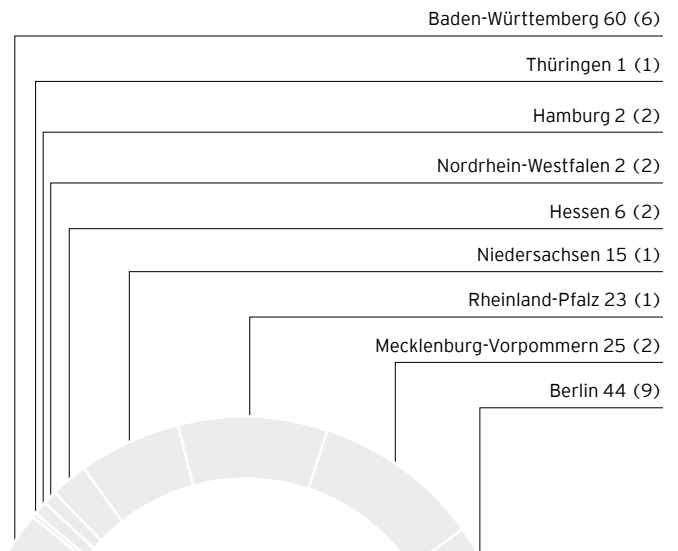 Baden-Württemberg 60 (6)
Thüringen 1 (1)
Hamburg 2 (2)
Nordrhein-Westfalen 2 (2)
Hessen 6 (2)
Niedersachsen 15 (1)
Rheinland-Pfalz 23 (1)
Mecklenburg-Vorpommern 25 (2)
Berlin 44 (9)